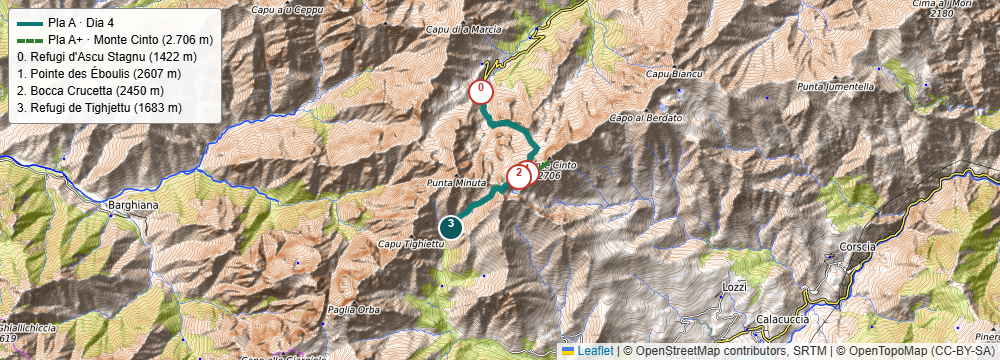 Pla A · Dia 4
Pla A+ · Monte Cinto (2.706 m)
0. Refugi d'Ascu Stagnu (1422 m)
1. Pointe des Éboulis (2607 m)
2. Bocca Crucetta (2450 m)
3. Refugi de Tighjettu (1683 m)
Capu a u Ceppu
Cima a i Mori
2180
Capu di a Marcia
Capu Biancu
Punta Jumentella
0
Capo al Berdato
Cinto
2706
2
Punta Minuta
Barghiana
3
Capu Tighiettu
Corscia
Lozzi
Paglia Orba
Calacuccia
Ghiallichiccia
619
Leaflet | © OpenStreetMap contributors, SRTM | © OpenTopoMap (CC-BY-SA)